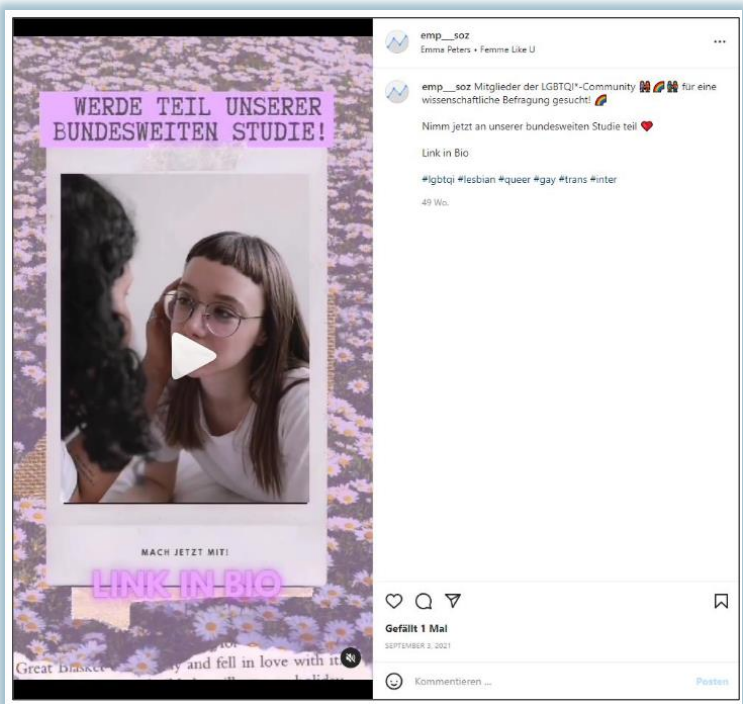 WERDE TEIL UNSERER
BUNDESWEITEN STUDIE!
MACH JETZT MIT!
LINK IN BIO
Great Blasket
y and fell in love with it
emp___soz
Emma Peters • Femme Like U
emp___soz Mitglieder der LGBTQI*-Community 👭🌈👬 für eine
wissenschaftliche Befragung gesucht! 🌈
Nimm jetzt an unserer bundesweiten Studie teil ❤️
Link in Bio
#lgbtqi #lesbian #queer #gay #trans #inter
49 Wo.
Gefällt 1 Mal
SEPTEMBER 3, 2021
Kommentieren ...
Posten